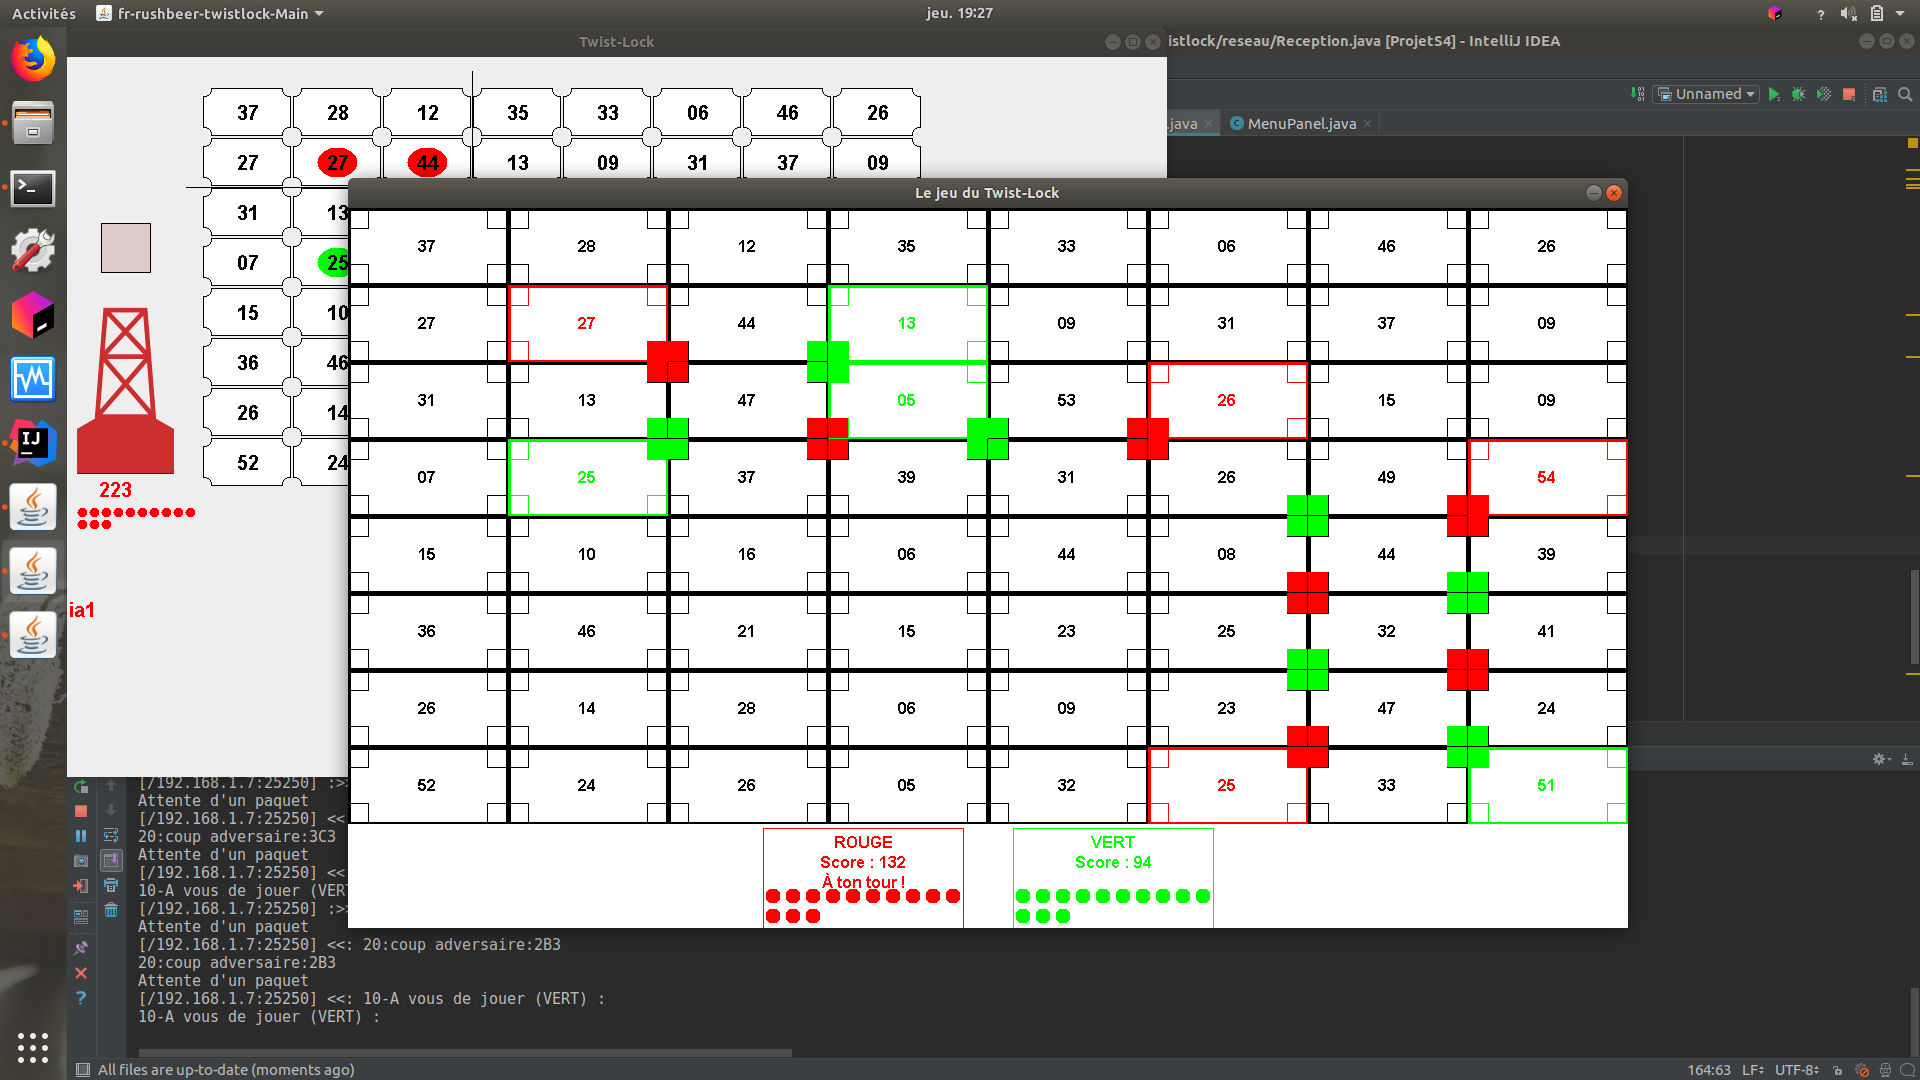 Activités
fr-rushbeer-twistlock-Main
jeu. 19:27
?
Twist-Lock
istlock/reseau/Reception.java [ProjetS4] - IntelliJ IDEA
Unnamed
.java
MenuPanel.java
37 28 12 35 33 06 46 26
27 27 44 13 09 31 37 09
31 13
07 25
15 10
36 46
26 14
52 24
223
ia1
Le jeu du Twist-Lock
37 28 12 35 33 06 46 26
27 27 44 13 09 31 37 09
31 13 47 05 53 26 15 09
07 25 37 39 31 26 49 54
15 10 16 06 44 08 44 39
36 46 21 15 23 25 32 41
26 14 28 06 09 23 47 24
52 24 26 05 32 25 33 51
ROUGE
Score : 132
À ton tour !
VERT
Score : 94
[/192.168.1.7:25250] :>>
Attente d'un paquet
[/192.168.1.7:25250] <<
20:coup adversaire:3C3
Attente d'un paquet
[/192.168.1.7:25250] <<
10-A vous de jouer (VERT
[/192.168.1.7:25250] :>>
Attente d'un paquet
[/192.168.1.7:25250] <<: 20:coup adversaire:2B3
20:coup adversaire:2B3
Attente d'un paquet
[/192.168.1.7:25250] <<: 10-A vous de jouer (VERT) :
10-A vous de jouer (VERT) :
All files are up-to-date (moments ago)
164:63 LF UTF-8